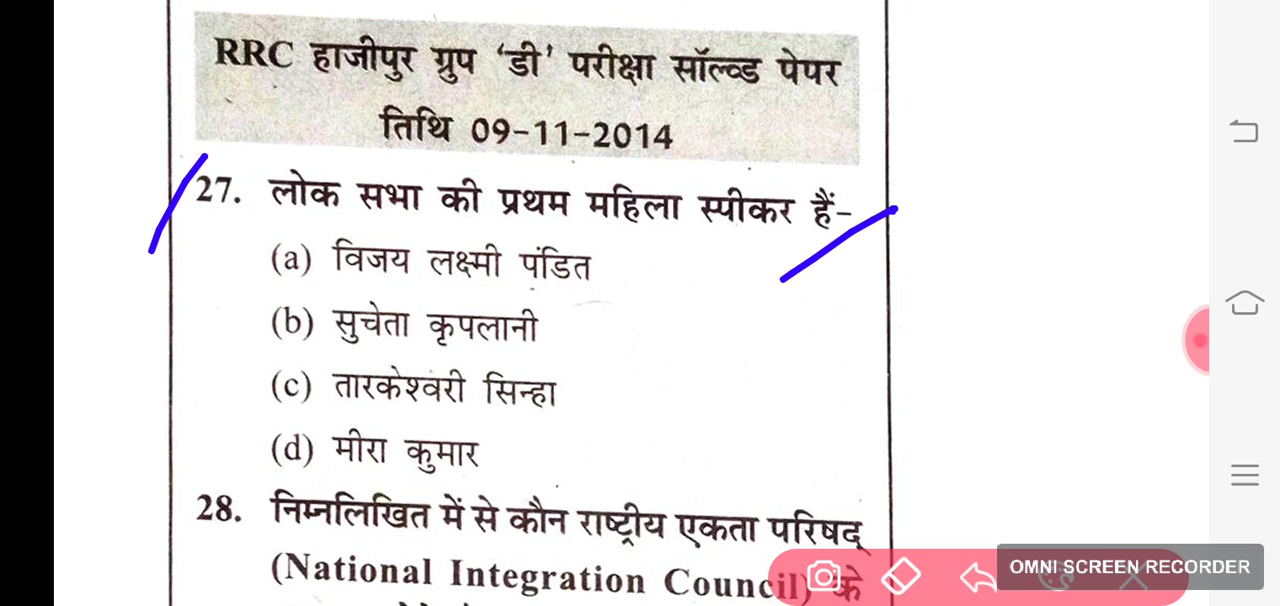 RRC हाजीपुर ग्रुप ‘डी’ परीक्षा सॉल्व्ड पेपर
तिथि 09-11-2014
27. लोक सभा की प्रथम महिला स्पीकर हैं-
(a) विजय लक्ष्मी पंडित
(b) सुचेता कृपलानी
(c) तारकेश्वरी सिन्हा
(d) मीरा कुमार
28. निम्नलिखित में से कौन राष्ट्रीय एकता परिषद्
(National Integration Council) के
OMNI SCREEN RECORDER